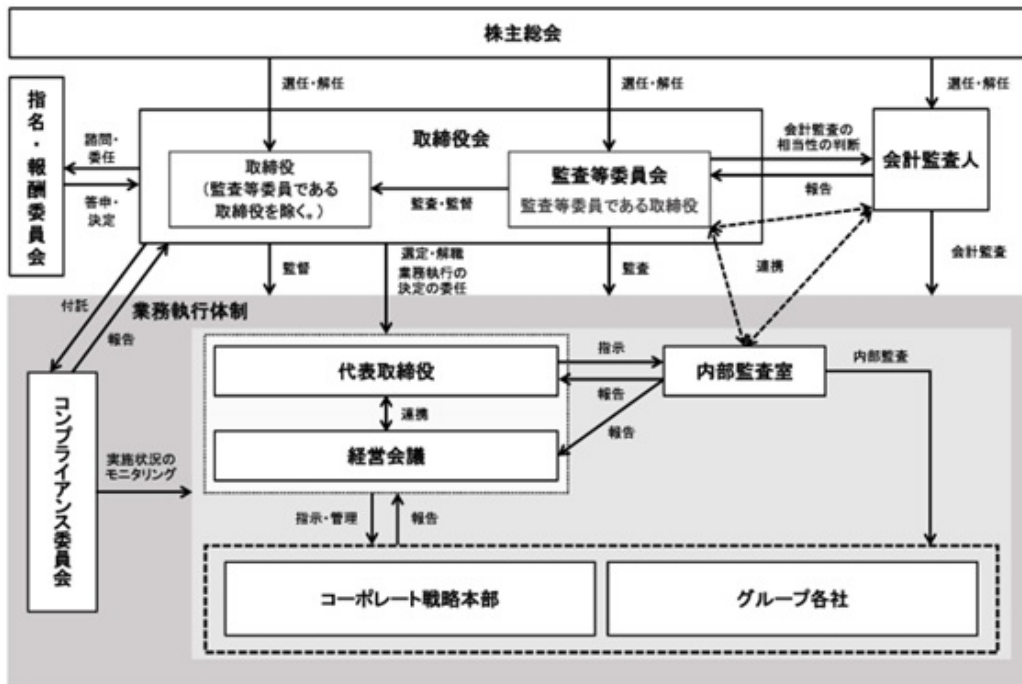 株主総会
選任・解任
選任・解任
選任・解任
指名・報酬委員会
諮問・
委任
答申・
決定
取締役会
取締役
(監査等委員である
取締役を除く。)
監査・監督
監査等委員会
監査等委員である取締役
会計監査の
相当性の判断
報告
会計監査人
選定・解職
業務執行の
決定の委任
監督
監査
連携
会計監査
付託
報告
業務執行体制
代表取締役
指示
報告
報告
内部監査室
内部監査
連携
経営会議
コンプライアンス委員会
実施状況の
モニタリング
指示・管理
報告
コーポレート戦略本部
グループ各社